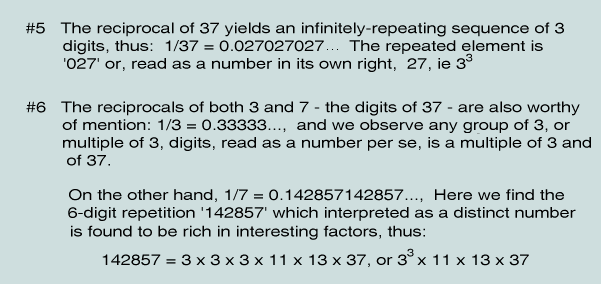 #5 The reciprocal of 37 yields an infinitely-repeating sequence of 3
digits, thus: 1/37 = 0.027027027... The repeated element is
'027' or, read as a number in its own right, 27, ie 3³
#6 The reciprocals of both 3 and 7 - the digits of 37 - are also worthy
of mention: 1/3 = 0.33333..., and we observe any group of 3, or
multiple of 3, digits, read as a number per se, is a multiple of 3 and
of 37.
On the other hand, 1/7 = 0.142857142857..., Here we find the
6-digit repetition '142857' which interpreted as a distinct number
is found to be rich in interesting factors, thus:
142857 = 3 x 3 x 3 x 11 x 13 x 37, or 3³ x 11 x 13 x 37